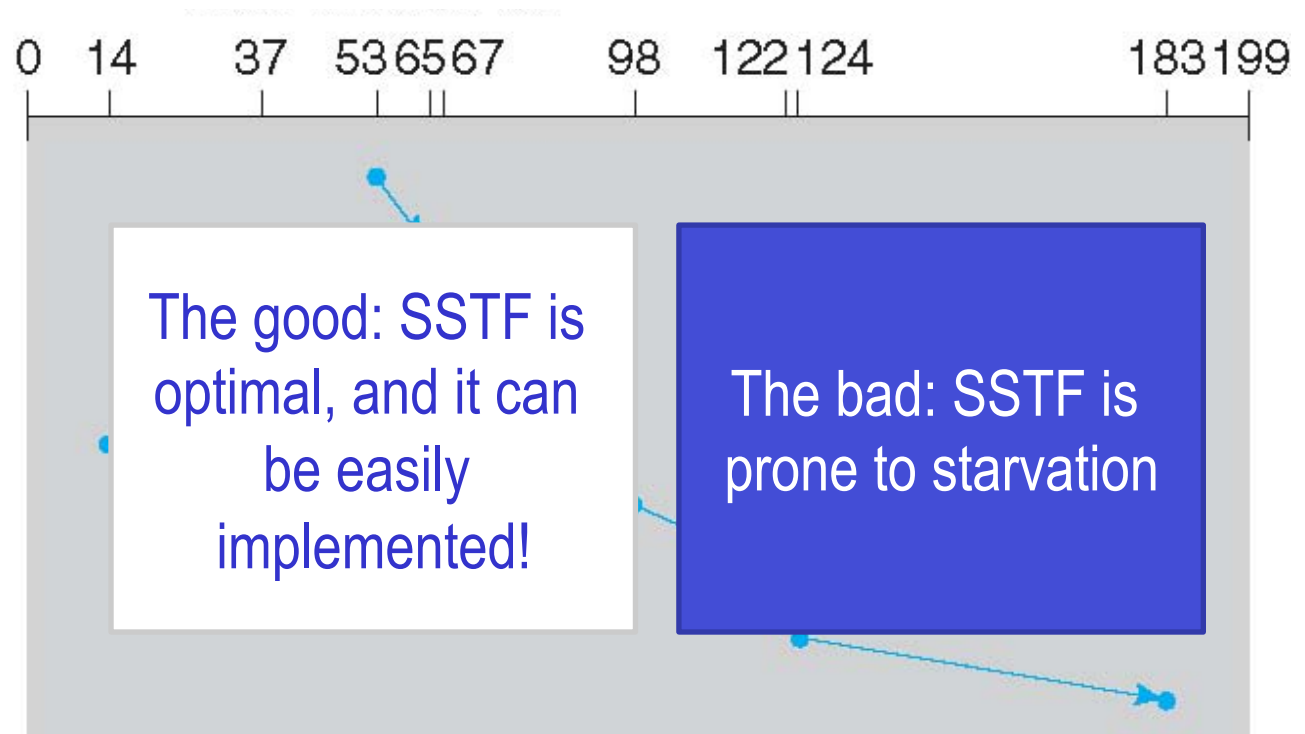 0 14 37 53 65 67 98 122 124 183 199
The good: SSTF is
optimal, and it can
be easily
implemented!
The bad: SSTF is
prone to starvation